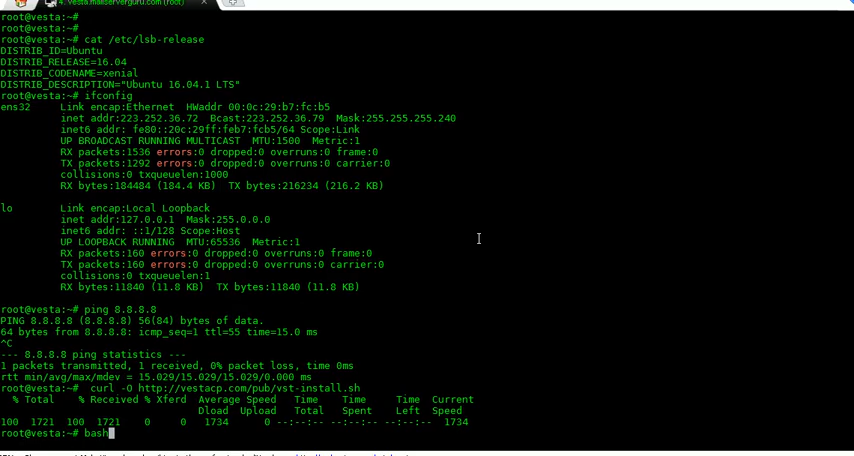 4. vesta.mailserverguru.com (root)
root@vesta:~#
root@vesta:~#
root@vesta:~# cat /etc/lsb-release
DISTRIB_ID=Ubuntu
DISTRIB_RELEASE=16.04
DISTRIB_CODENAME=xenial
DISTRIB_DESCRIPTION="Ubuntu 16.04.1 LTS"
root@vesta:~# ifconfig
ens32 Link encap:Ethernet HWaddr 00:0c:29:b7:fc:b5
inet addr:223.252.36.72 Bcast:223.252.36.79 Mask:255.255.255.240
inet6 addr: fe80::20c:29ff:feb7:fcb5/64 Scope:Link
UP BROADCAST RUNNING MULTICAST MTU:1500 Metric:1
RX packets:1536 errors:0 dropped:0 overruns:0 frame:0
TX packets:1292 errors:0 dropped:0 overruns:0 carrier:0
collisions:0 txqueuelen:1000
RX bytes:184484 (184.4 KB) TX bytes:216234 (216.2 KB)
lo Link encap:Local Loopback
inet addr:127.0.0.1 Mask:255.0.0.0
inet6 addr: ::1/128 Scope:Host
UP LOOPBACK RUNNING MTU:65536 Metric:1
RX packets:160 errors:0 dropped:0 overruns:0 frame:0
TX packets:160 errors:0 dropped:0 overruns:0 carrier:0
collisions:0 txqueuelen:1
RX bytes:11840 (11.8 KB) TX bytes:11840 (11.8 KB)
root@vesta:~# ping 8.8.8.8
PING 8.8.8.8 (8.8.8.8) 56(84) bytes of data.
64 bytes from 8.8.8.8: icmp_seq=1 ttl=55 time=15.0 ms
^C
--- 8.8.8.8 ping statistics ---
1 packets transmitted, 1 received, 0% packet loss, time 0ms
rtt min/avg/max/mdev = 15.029/15.029/15.029/0.000 ms
root@vesta:~# curl -O http://vestacp.com/pub/vst-install.sh
% Total % Received % Xferd Average Speed Time Time Time Current
Dload Upload Total Spent Left Speed
100 1721 100 1721 0 0 1734 0 --:--:-- --:--:-- --:--:-- 1734
root@vesta:~# bash